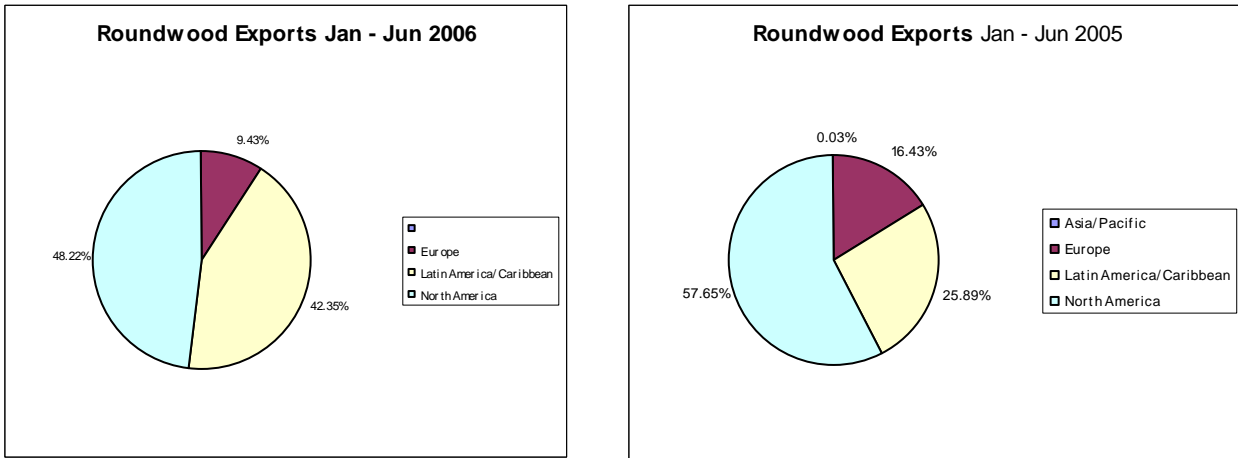 Roundwood Exports Jan - Jun 2006
9.43%
48.22%
42.35%
Europe
Latin America/Caribbean
North America
Roundwood Exports Jan - Jun 2005
0.03%
16.43%
57.65%
25.89%
Asia/Pacific
Europe
Latin America/Caribbean
North America